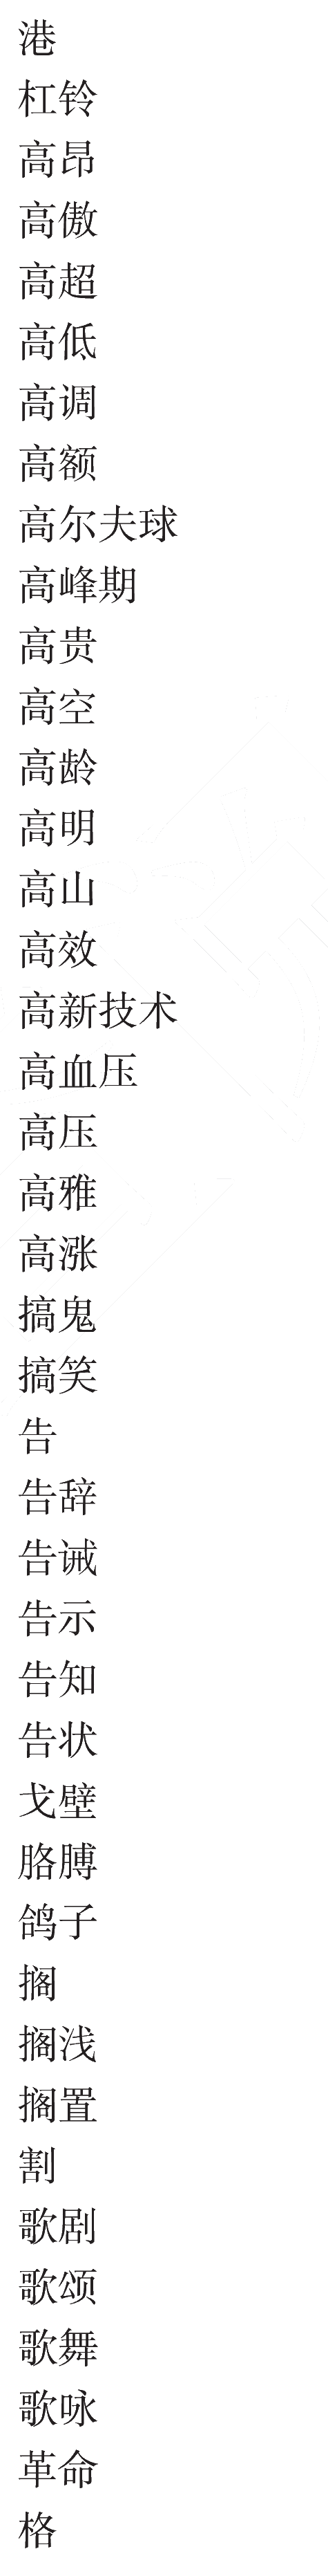 港
杠铃
高昂
高傲
高超
高低
高调
高额
高尔夫球
高峰期
高贵
高空
高龄
高明
高山
高效
高新技术
高血压
高压
高雅
高涨
搞鬼
搞笑
告
告辞
告诫
告示
告知
告状
戈壁
胳膊
鸽子
搁
搁浅
搁置
割
歌剧
歌颂
歌舞
歌咏
革命
格